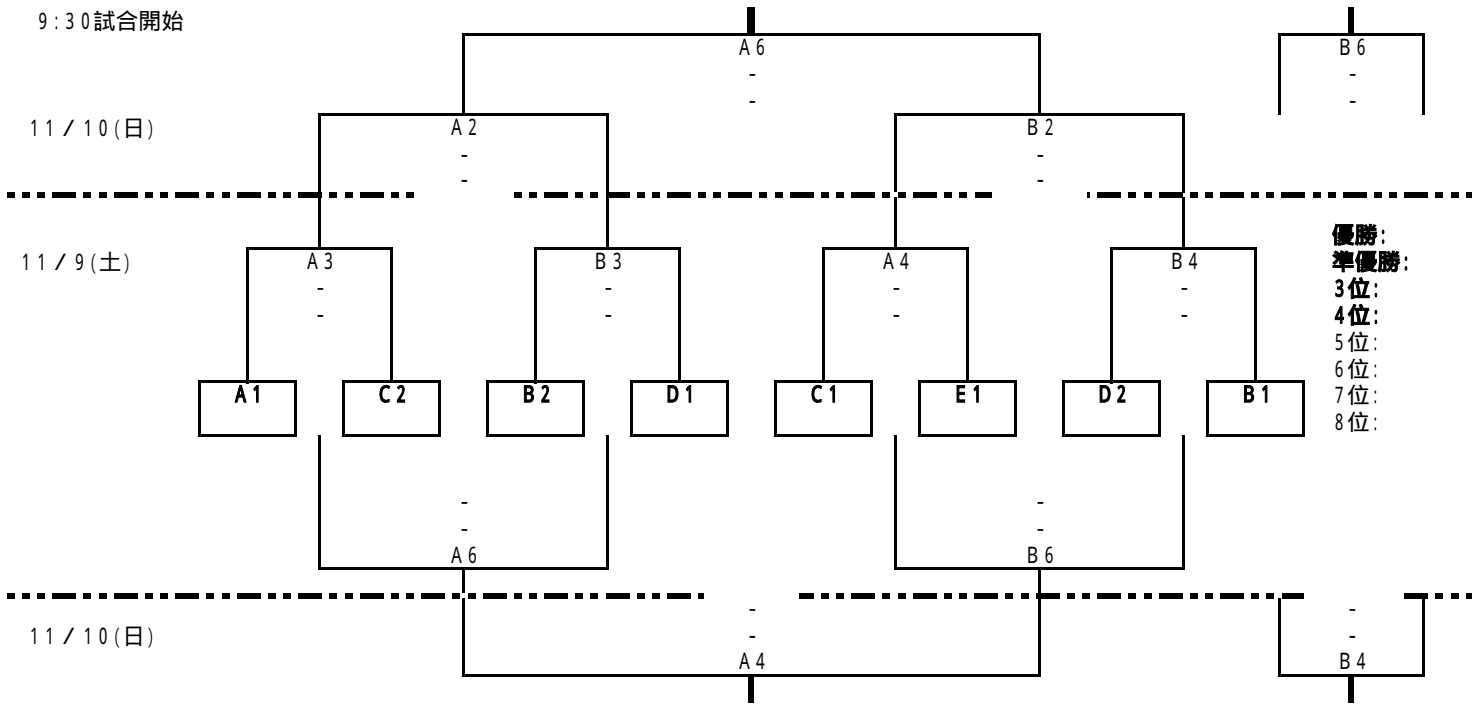 9:30試合開始
A6
-
-
B6
-
-
11/10(日)
A2
-
-
B2
-
-
11/9(土)
A3
-
-
B3
-
-
A4
-
-
B4
-
-
優勝:
準優勝:
3位:
4位:
5位:
6位:
7位:
8位:
A1
C2
B2
D1
C1
E1
D2
B1
-
-
A6
-
-
B6
11/10(日)
-
-
A4
-
-
B4